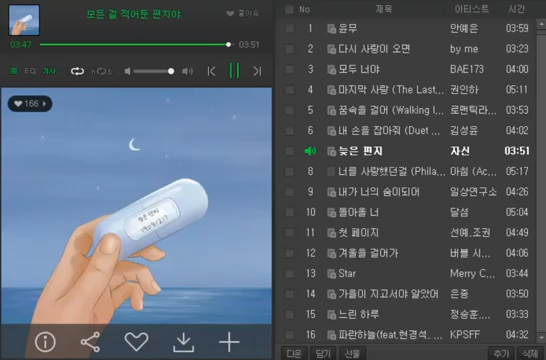 모든 걸 적어둔 편지야
좋아요
03:47
03:51
EQ 가사
166
늦은 편지
No 제목 아티스트 시간
1 윤무 안예은 03:59
2 다시 사랑이 오면 by me 03:23
3 모두 너야 BAE173 04:00
4 마지막 사랑 (The Last... 권인하 05:11
5 꿈속을 걸어 (Walking I... 로맨틱라... 03:53
6 내 손을 잡아줘 (Duet ... 김성윤 04:02
늦은 편지 자신 03:51
8 너를 사랑했던걸 (Phila... 아침 (Ac... 05:17
9 내가 너의 숨이되어 일상연구소 04:26
10 돌아올 너 달섬 05:04
11 첫 페이지 선예,조권 04:49
12 겨울을 걸어가 버블 시... 04:06
13 Star Merry C... 03:44
14 가을이 지고서야 알았어 은종 03:50
15 느린 하루 정승훈,... 03:33
16 파란하늘(feat,현경석, ... KPSFF 04:32
다운 담기 선물 추가 삭제